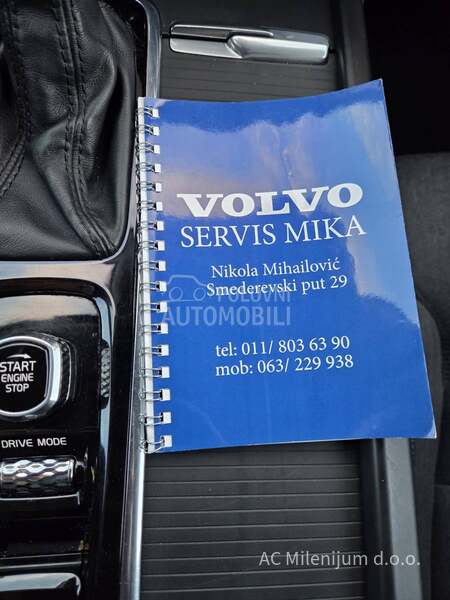 VOLVO
SERVIS MIKA
Nikola Mihailović
Smederevski put 29
POLOVNI
AUTOMOBILI
tel: 011/ 803 63 90
mob: 063/ 229 938
START
ENGINE
STOP
DRIVE MODE
AC Milenijum d.o.o.